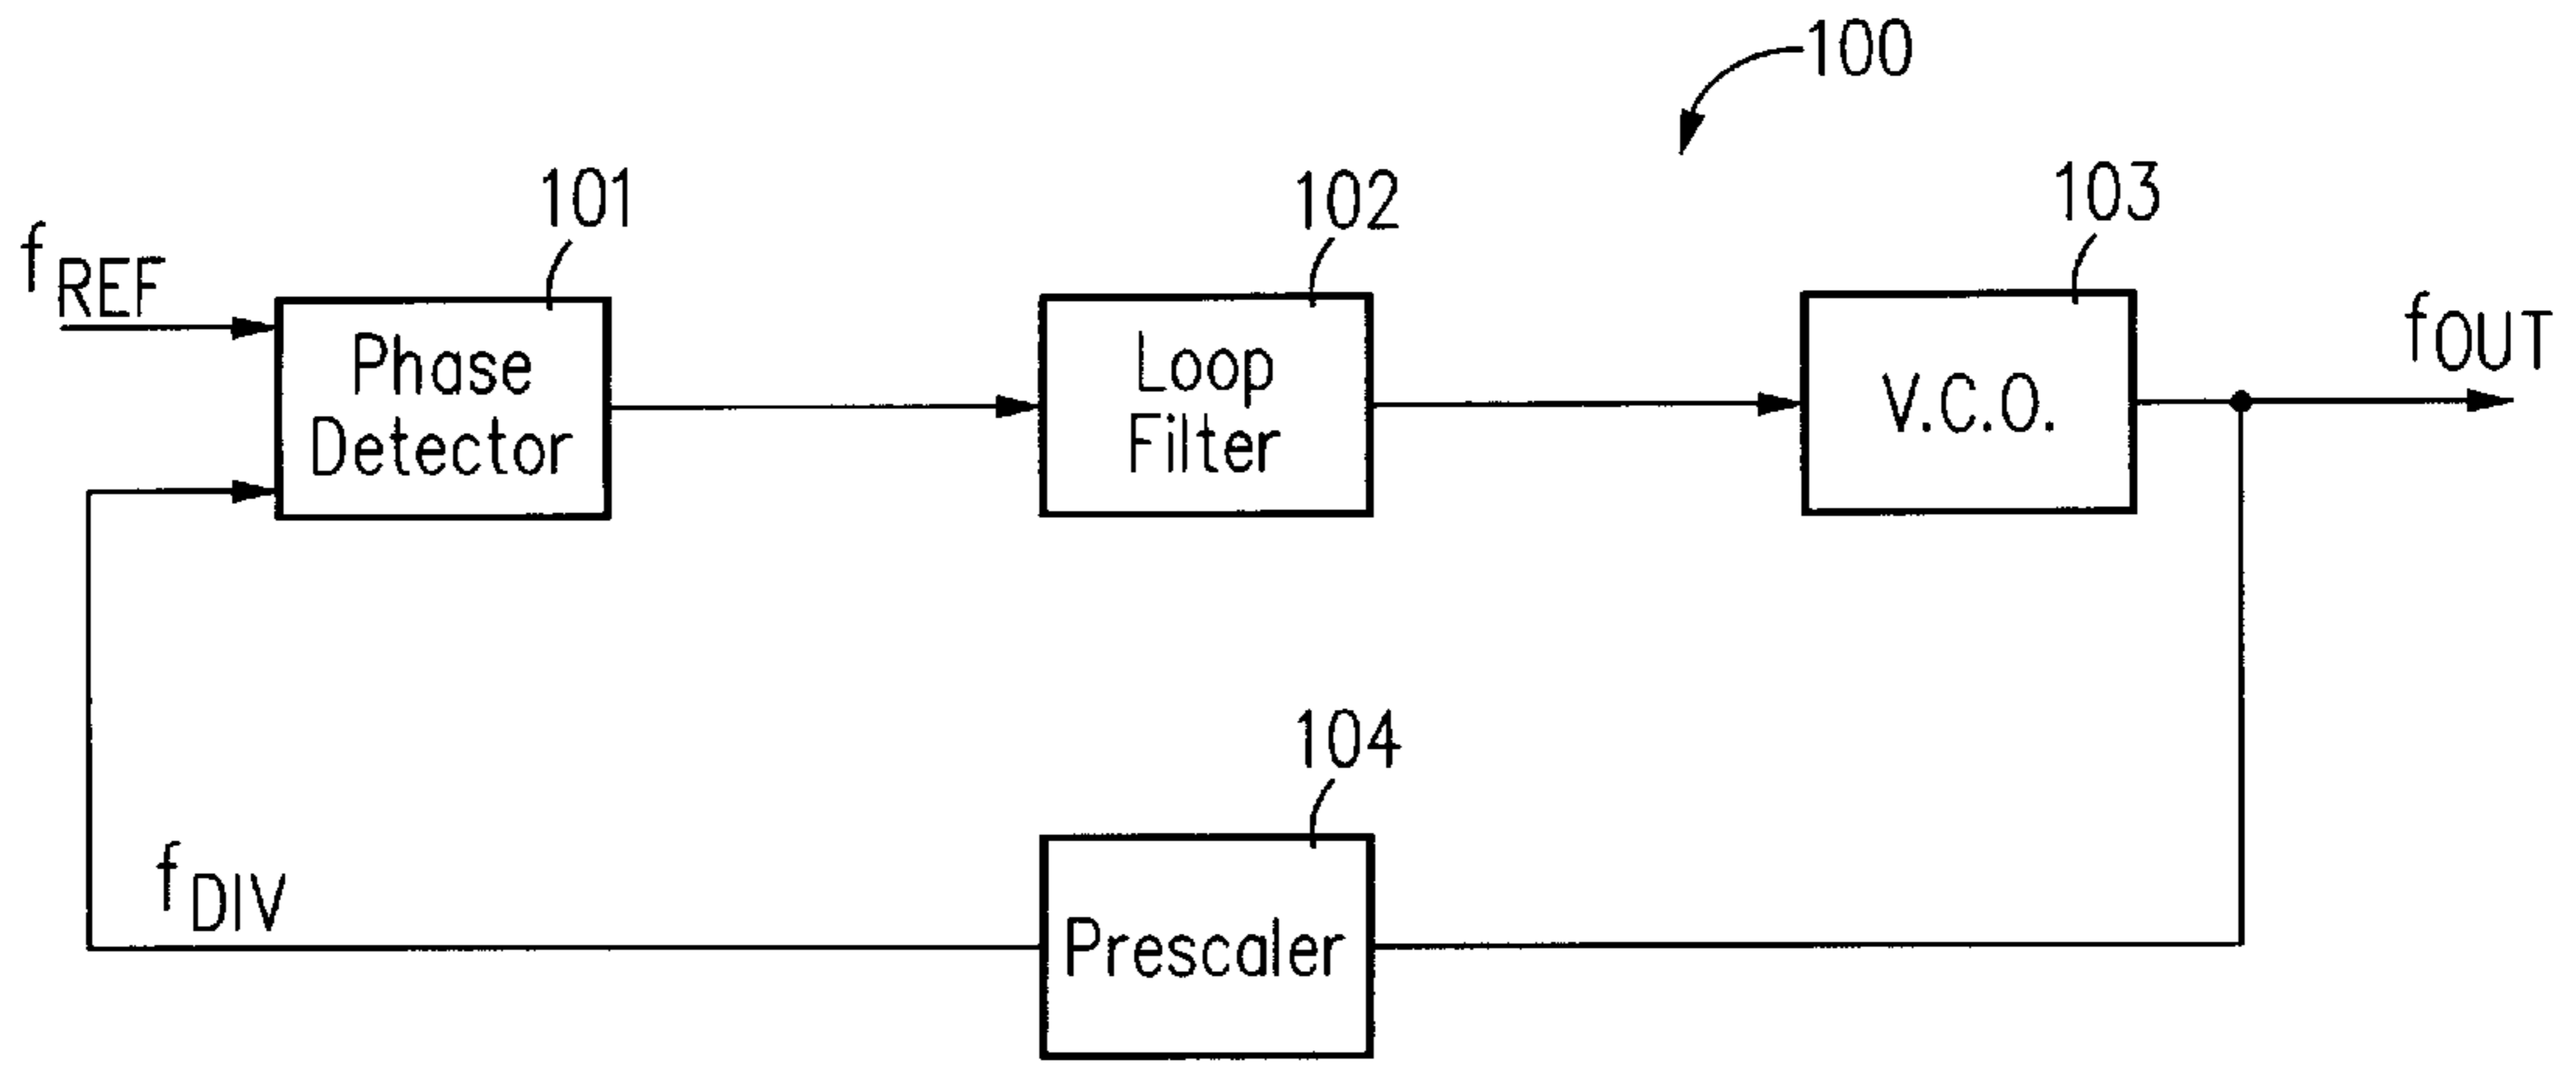 100
101
102
103
fREF
Phase
Detector
Loop
Filter
V.C.O.
fOUT
104
fDIV
Prescaler